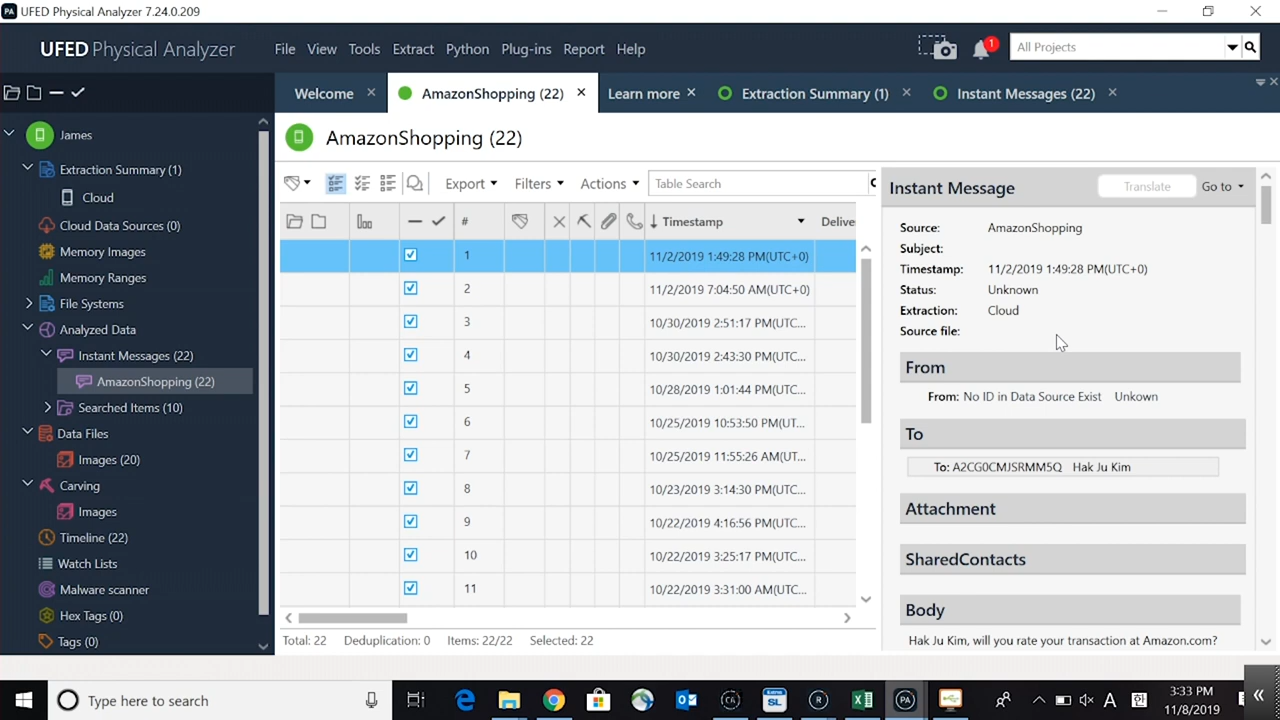 UFED Physical Analyzer 7.24.0.209
UFED Physical Analyzer
File View Tools Extract Python Plug-ins Report Help
1
All Projects
Welcome
AmazonShopping (22)
Learn more
Extraction Summary (1)
Instant Messages (22)
James
Extraction Summary (1)
Cloud
Cloud Data Sources (0)
Memory Images
Memory Ranges
File Systems
Analyzed Data
Instant Messages (22)
AmazonShopping (22)
Searched Items (10)
Data Files
Images (20)
Carving
Images
Timeline (22)
Watch Lists
Malware scanner
Hex Tags (0)
Tags (0)
AmazonShopping (22)
Export Filters Actions Table Search
# Timestamp Delive
1 11/2/2019 1:49:28 PM(UTC+0)
2 11/2/2019 7:04:50 AM(UTC+0)
3 10/30/2019 2:51:17 PM(UTC...
4 10/30/2019 2:43:30 PM(UTC...
5 10/28/2019 1:01:44 PM(UTC...
6 10/25/2019 10:53:50 PM(UT...
7 10/25/2019 11:55:26 AM(UT...
8 10/23/2019 3:14:30 PM(UTC...
9 10/22/2019 4:16:56 PM(UTC...
10 10/22/2019 3:25:17 PM(UTC...
11 10/22/2019 3:31:00 AM(UTC...
Total: 22 Deduplication: 0 Items: 22/22 Selected: 22
Instant Message Translate Go to
Source: AmazonShopping
Subject:
Timestamp: 11/2/2019 1:49:28 PM(UTC+0)
Status: Unknown
Extraction: Cloud
Source file:
From
From: No ID in Data Source Exist Unkown
To
To: A2CG0CMJSRMM5Q Hak Ju Kim
Attachment
SharedContacts
Body
Hak Ju Kim, will you rate your transaction at Amazon.com?
Type here to search
A 한
3:33 PM
11/8/2019